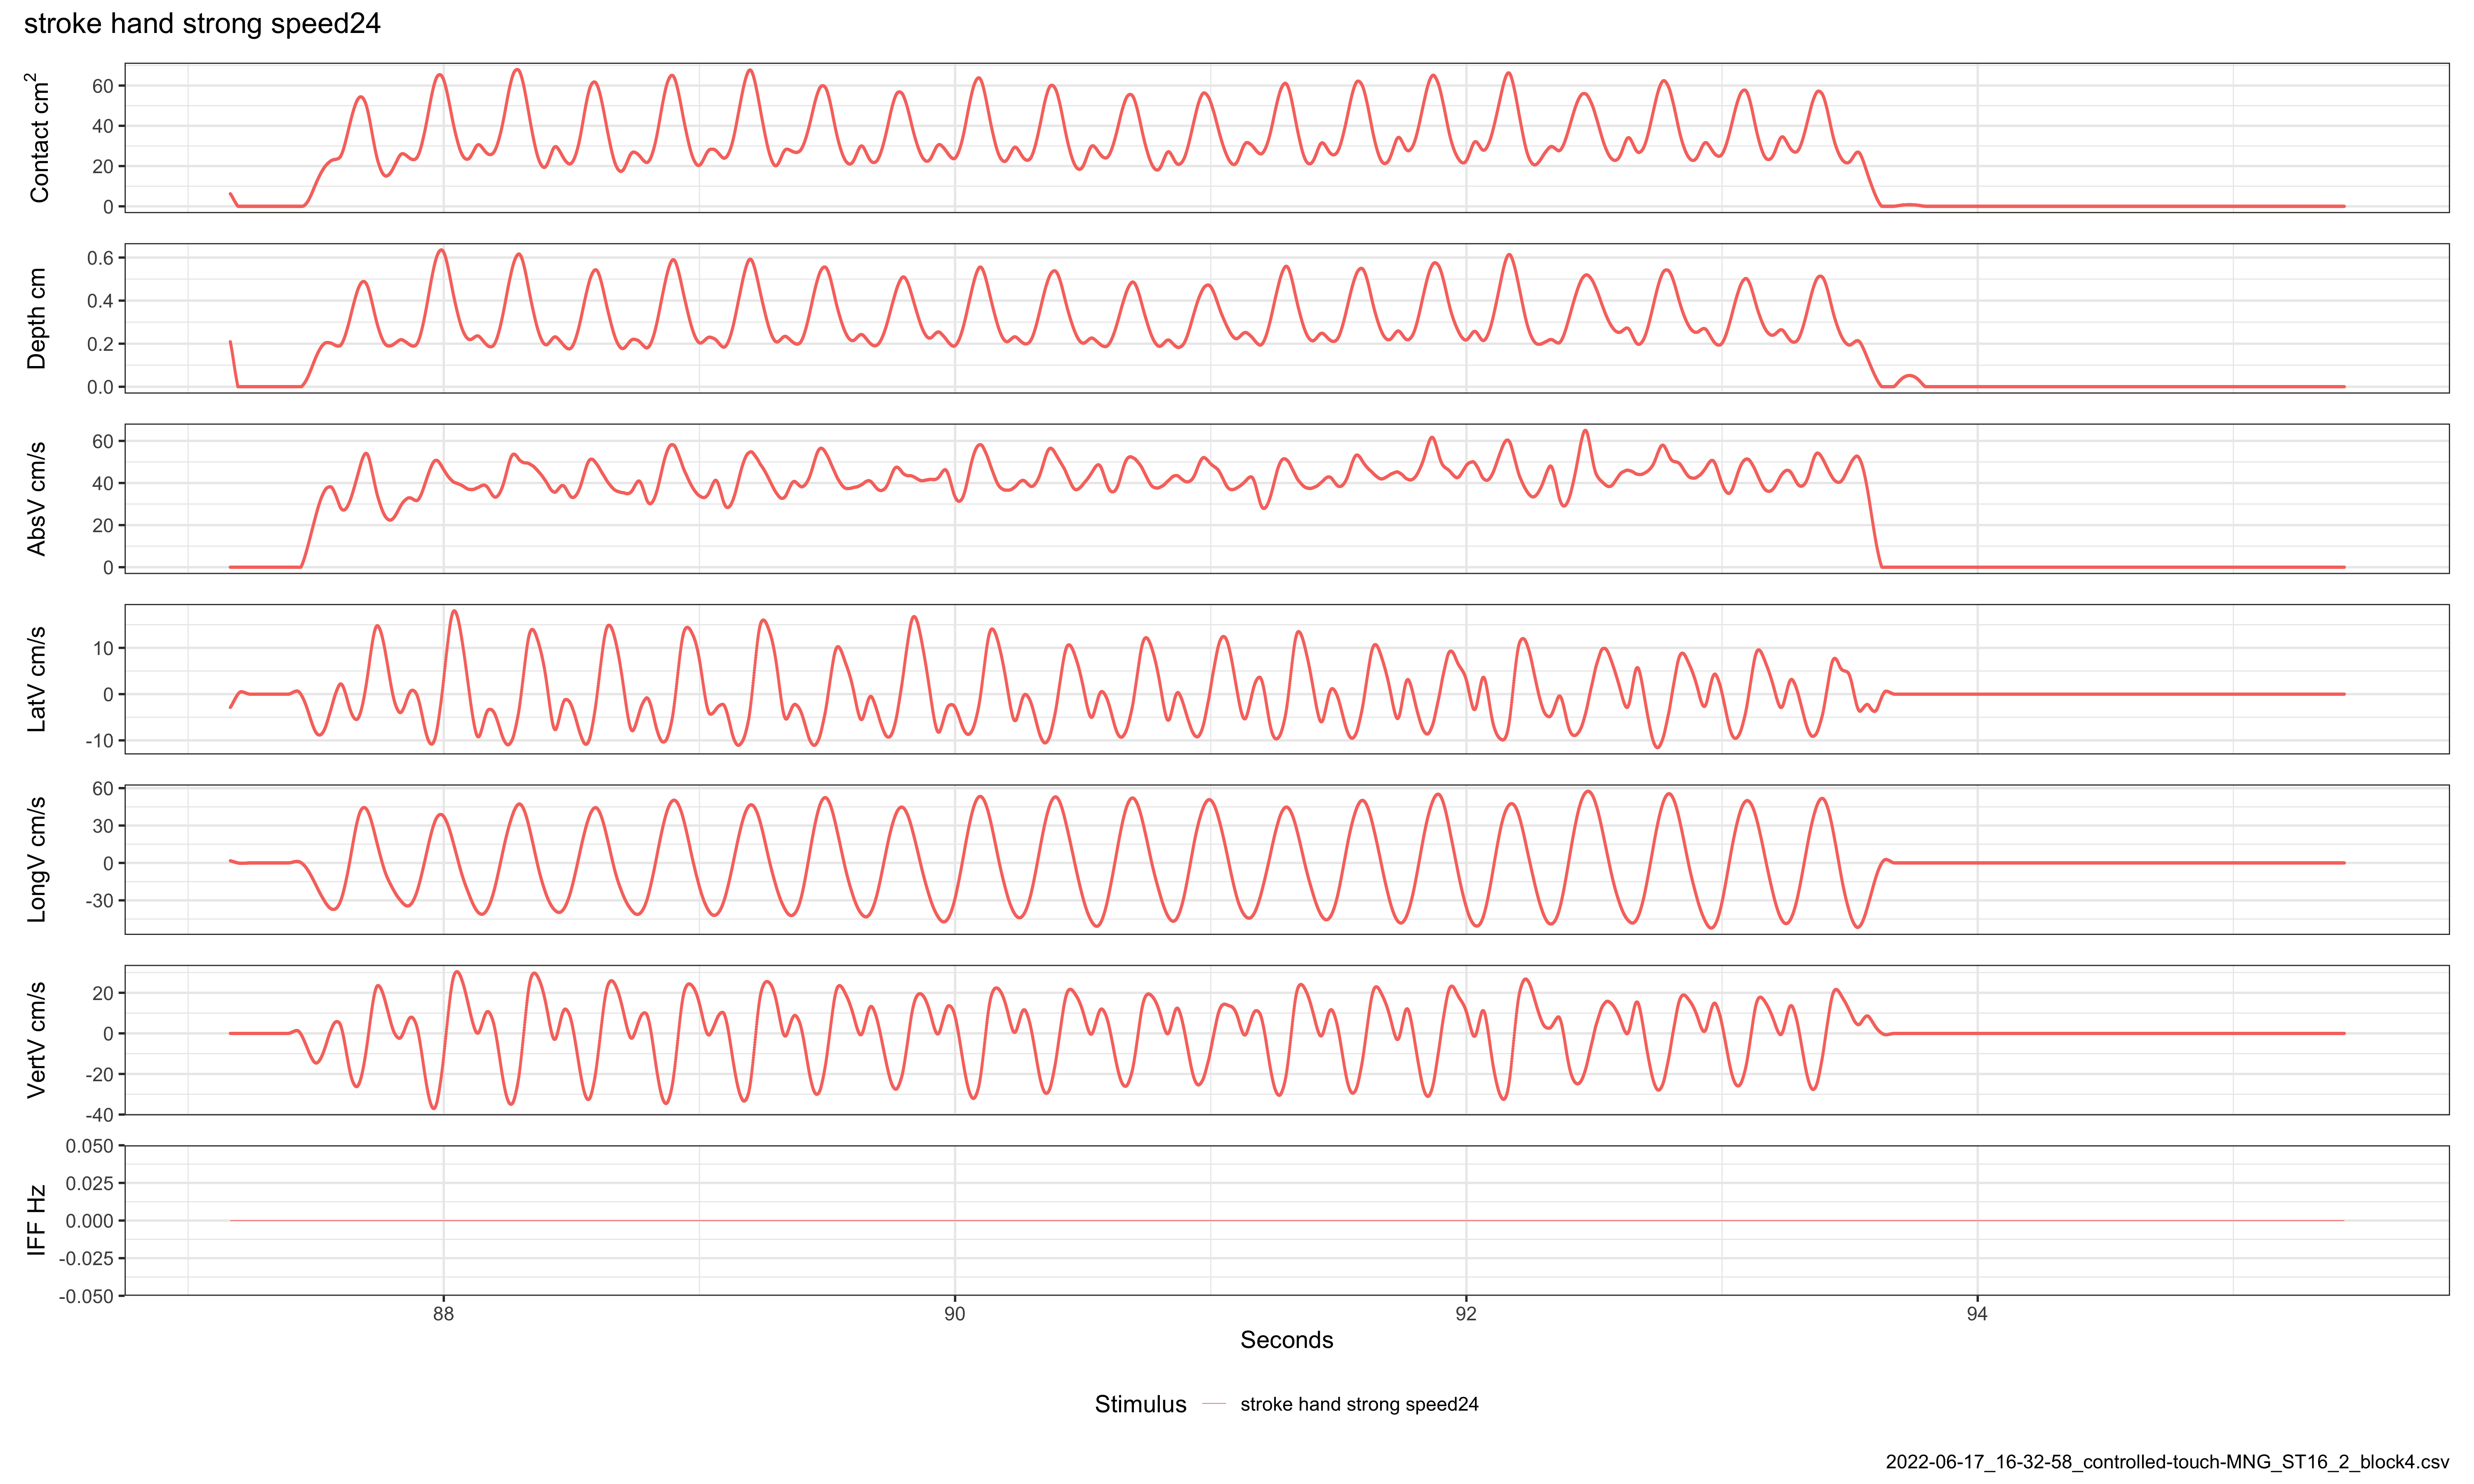 stroke hand strong speed24
Contact cm²
60
40
20
0
Depth cm
0.6
0.4
0.2
0.0
AbsV cm/s
60
40
20
0
LatV cm/s
10
0
-10
LongV cm/s
60
30
0
-30
VertV cm/s
20
0
-20
-40
IFF Hz
0.050
0.025
0.000
-0.025
-0.050
88 90 92 94
Seconds
Stimulus stroke hand strong speed24
2022-06-17_16-32-58_controlled-touch-MNG_ST16_2_block4.csv